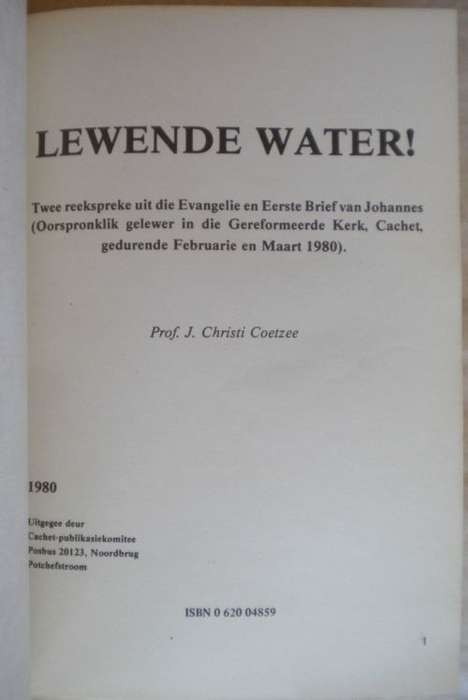 LEWENDE WATER!
Twee reekspreke uit die Evangelie en Eerste Brief van Johannes
(Oorspronklik gelewer in die Gereformeerde Kerk, Cachet,
gedurende Februarie en Maart 1980).
Prof. J. Christi Coetzee
1980
Uitgegee deur
Cachet-publikasiekomitee
Posbus 20123, Noordbrug
Potchefstroom
ISBN 0 620 04859
1